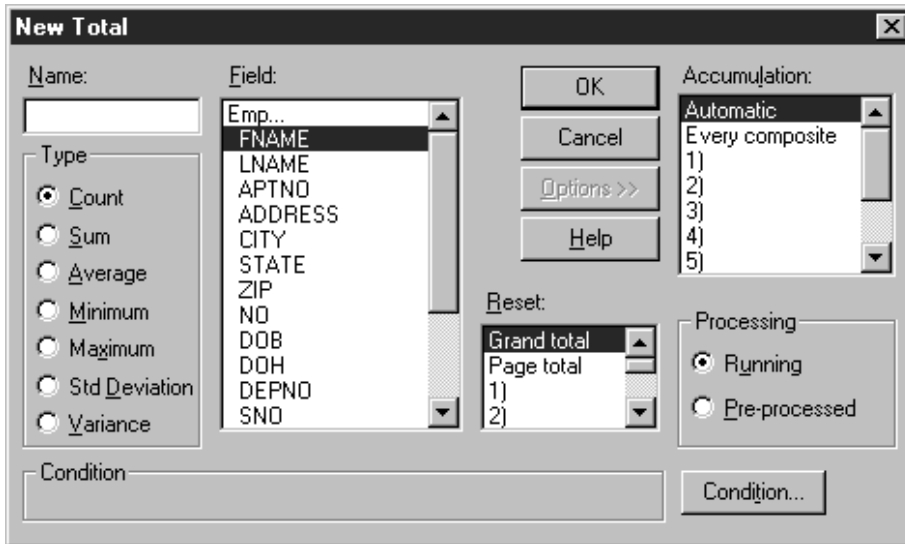 New Total
Name:
Type
Count
Sum
Average
Minimum
Maximum
Std Deviation
Variance
Field:
Emp...
FNAME
LNAME
APTNO
ADDRESS
CITY
STATE
ZIP
NO
DOB
DOH
DEPNO
SNO
OK
Cancel
Options >>
Help
Reset:
Grand total
Page total
1)
2)
Accumulation:
Automatic
Every composite
1)
2)
3)
4)
5)
Processing
Running
Pre-processed
Condition
Condition...